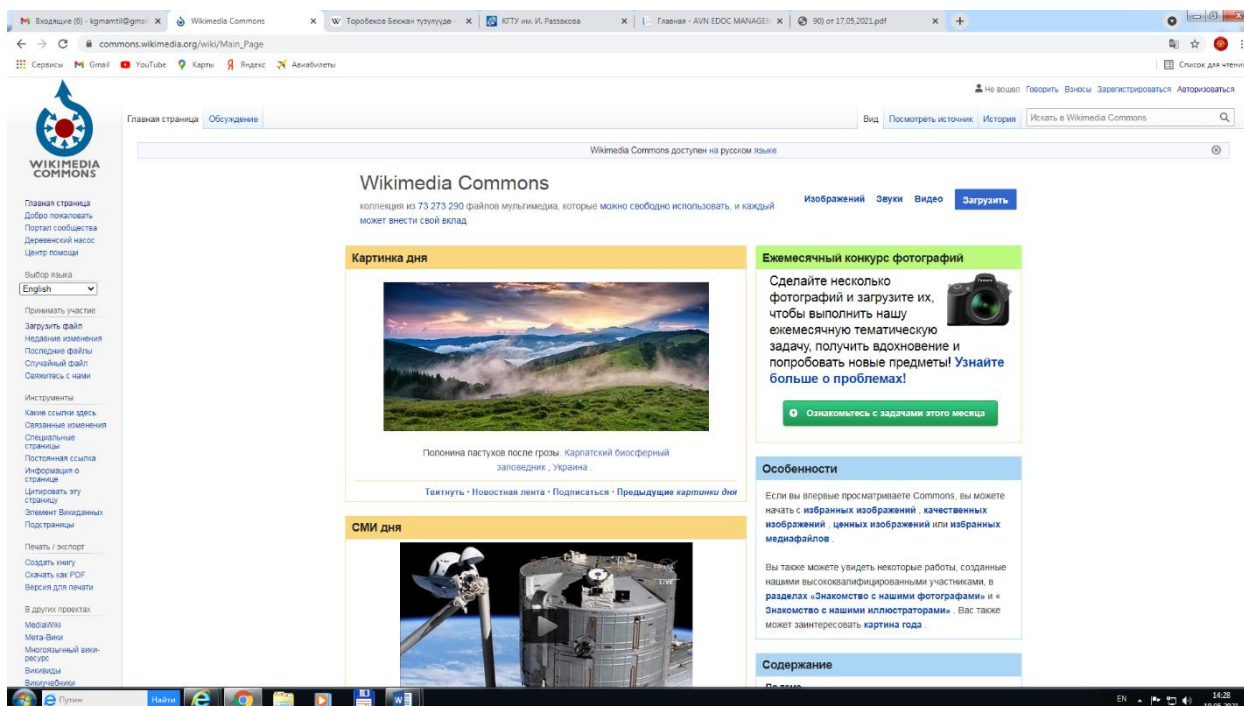 Входящие (6) - kgmamtil@gmai
Wikimedia Commons
Торобеков Бекжан тузулуудө -
КГТУ им. И. Раззакова
Главная - AVN EDOC MANAGE
90) от 17,05,2021.pdf
commons.wikimedia.org/wiki/Main_Page
Сервисы
Gmail
YouTube
Карты
Яндекс
Авиабилеты
Список для чтения
Не вошел
Говорить
Взносы
Зарегистрироваться
Авторизоваться
Главная страница
Обсуждение
Вид
Посмотреть источник
История
Искать в Wikimedia Commons
WIKIMEDIA
COMMONS
Wikimedia Commons доступен на русском языке
Главная страница
Добро пожаловать
Портал сообщества
Деревенский насос
Центр помощи
Выбор языка
English
Принимать участие
Загрузить файл
Недавние изменения
Последние файлы
Случайный файл
Свяжитесь с нами
Инструменты
Какие ссылки здесь
Связанные изменения
Специальные
страницы
Постоянная ссылка
Информация о
странице
Цитировать эту
страницу
Элемент Викиданных
Подстраницы
Печать / экспорт
Создать книгу
Скачать как PDF
Версия для печати
В других проектах
MediaWiki
Мета-Вики
Многоязычный вики-
ресурс
Викивиды
Викиучебники
Wikimedia Commons
коллекция из 73 273 290 файлов мультимедиа, которые можно свободно использовать, и каждый
может внести свой вклад
Изображений
Звуки
Видео
Загрузить
Картинка дня
Полонина пастухов после грозы. Карпатский биосферный
заповедник , Украина .
Твитнуть · Новостная лента · Подписаться · Предыдущие картинки дня
СМИ дня
LIVE
Ежемесячный конкурс фотографий
Сделайте несколько
фотографий и загрузите их,
чтобы выполнить нашу
ежемесячную тематическую
задачу, получить вдохновение и
попробовать новые предметы! Узнайте
больше о проблемах!
Ознакомьтесь с задачами этого месяца
Особенности
Если вы впервые просматриваете Commons, вы можете
начать с избранных изображений , качественных
изображений , ценных изображений или избранных
медиафайлов .
Вы также можете увидеть некоторые работы, созданные
нашими высококвалифицированными участниками, в
разделах «Знакомство с нашими фотографами» и «
Знакомство с нашими иллюстраторами» . Вас также
может заинтересовать картина года .
Содержание
По теме
Путин
Найти
EN
14:28
19.05.2021